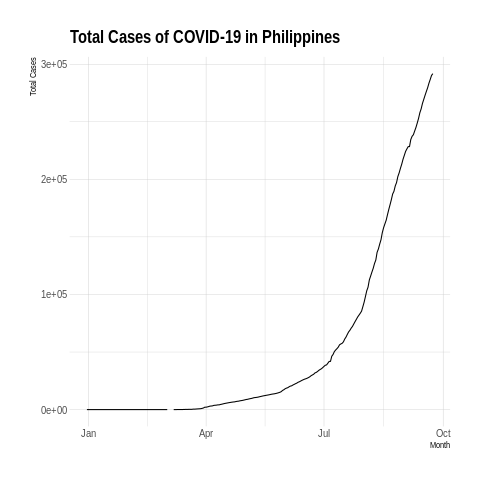 Total Cases of COVID-19 in Philippines
Total Cases
3e+05
2e+05
1e+05
0e+00
Jan Apr Jul Oct
Month